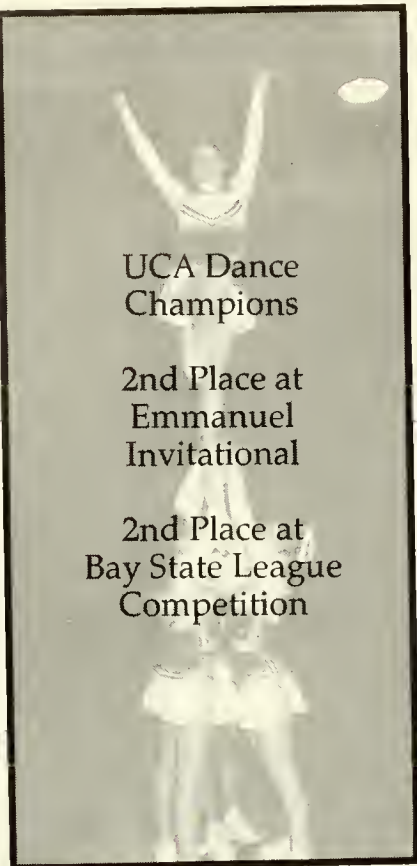 UCA Dance
Champions
2nd Place at
Emmanuel
Invitational
2nd Place at
Bay State League
Competition